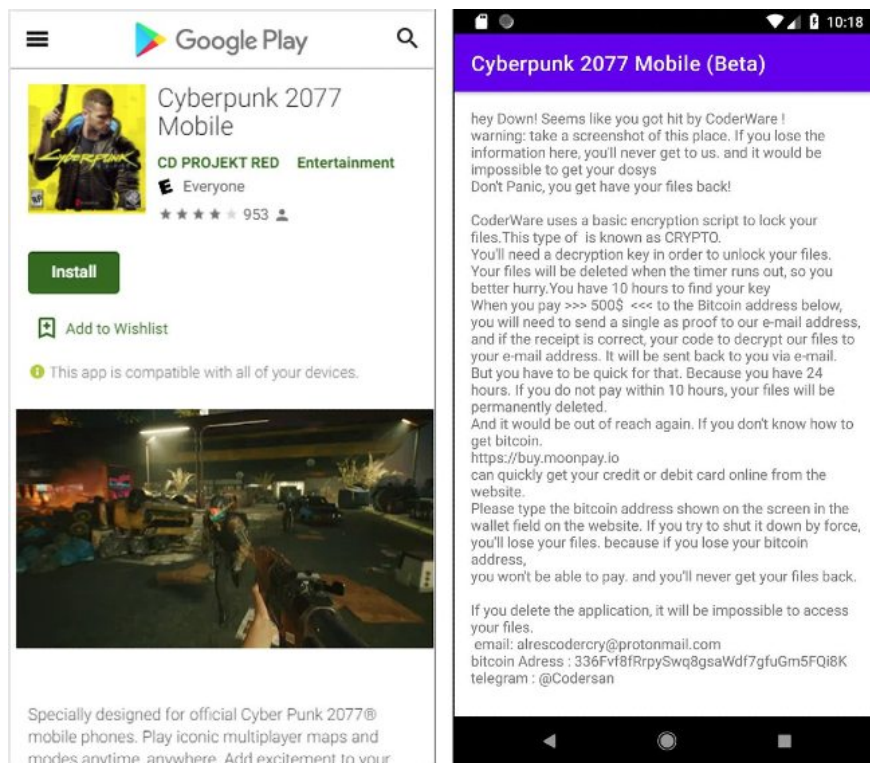 Google Play
Cyberpunk 2077
Mobile
CD PROJEKT RED Entertainment
E Everyone
953
Install
Add to Wishlist
This app is compatible with all of your devices.
Specially designed for official Cyber Punk 2077®
mobile phones. Play iconic multiplayer maps and
modes anytime, anywhere. Add excitement to your
10:18
Cyberpunk 2077 Mobile (Beta)
hey Down! Seems like you got hit by CoderWare !
warning: take a screenshot of this place. If you lose the
information here, you'll never get to us. and it would be
impossible to get your dosys
Don't Panic, you get have your files back!
CoderWare uses a basic encryption script to lock your
files.This type of  is known as CRYPTO.
You'll need a decryption key in order to unlock your files.
Your files will be deleted when the timer runs out, so you
better hurry.You have 10 hours to find your key
When you pay >>> 500$  <<< to the Bitcoin address below,
you will need to send a single as proof to our e-mail address,
and if the receipt is correct, your code to decrypt our files to
your e-mail address. It will be sent back to you via e-mail.
But you have to be quick for that. Because you have 24
hours. If you do not pay within 10 hours, your files will be
permanently deleted.
And it would be out of reach again. If you don't know how to
get bitcoin.
https://buy.moonpay.io
can quickly get your credit or debit card online from the
website.
Please type the bitcoin address shown on the screen in the
wallet field on the website. If you try to shut it down by force,
you'll lose your files. because if you lose your bitcoin
address,
you won't be able to pay. and you'll never get your files back.
If you delete the application, it will be impossible to access
your files.
email: alrescodercry@protonmail.com
bitcoin Adress : 336Fvf8fRrpySwq8gsaWdf7gfuGm5FQi8K
telegram : @Codersan